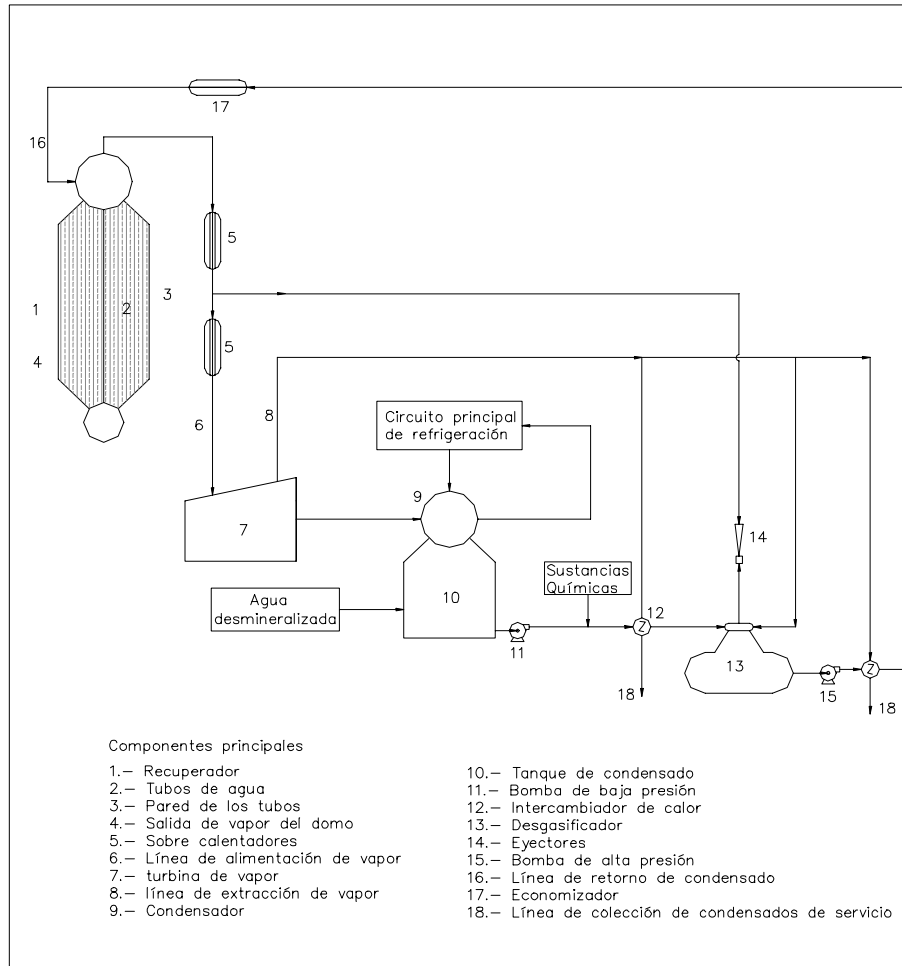 17
16
5
1
2
3
4
5
6
8
Circuito principal
de refrigeración
9
7
14
10
Sustancias
Químicas
Agua
desmineralizada
11
Z
12
13
Z
15
18
18
Componentes principales
1.- Recuperador
2.- Tubos de agua
3.- Pared de los tubos
4.- Salida de vapor del domo
5.- Sobre calentadores
6.- Línea de alimentación de vapor
7.- turbina de vapor
8.- línea de extracción de vapor
9.- Condensador
10.- Tanque de condensado
11.- Bomba de baja presión
12.- Intercambiador de calor
13.- Desgasificador
14.- Eyectores
15.- Bomba de alta presión
16.- Línea de retorno de condensado
17.- Economizador
18.- Línea de colección de condensados de servicio